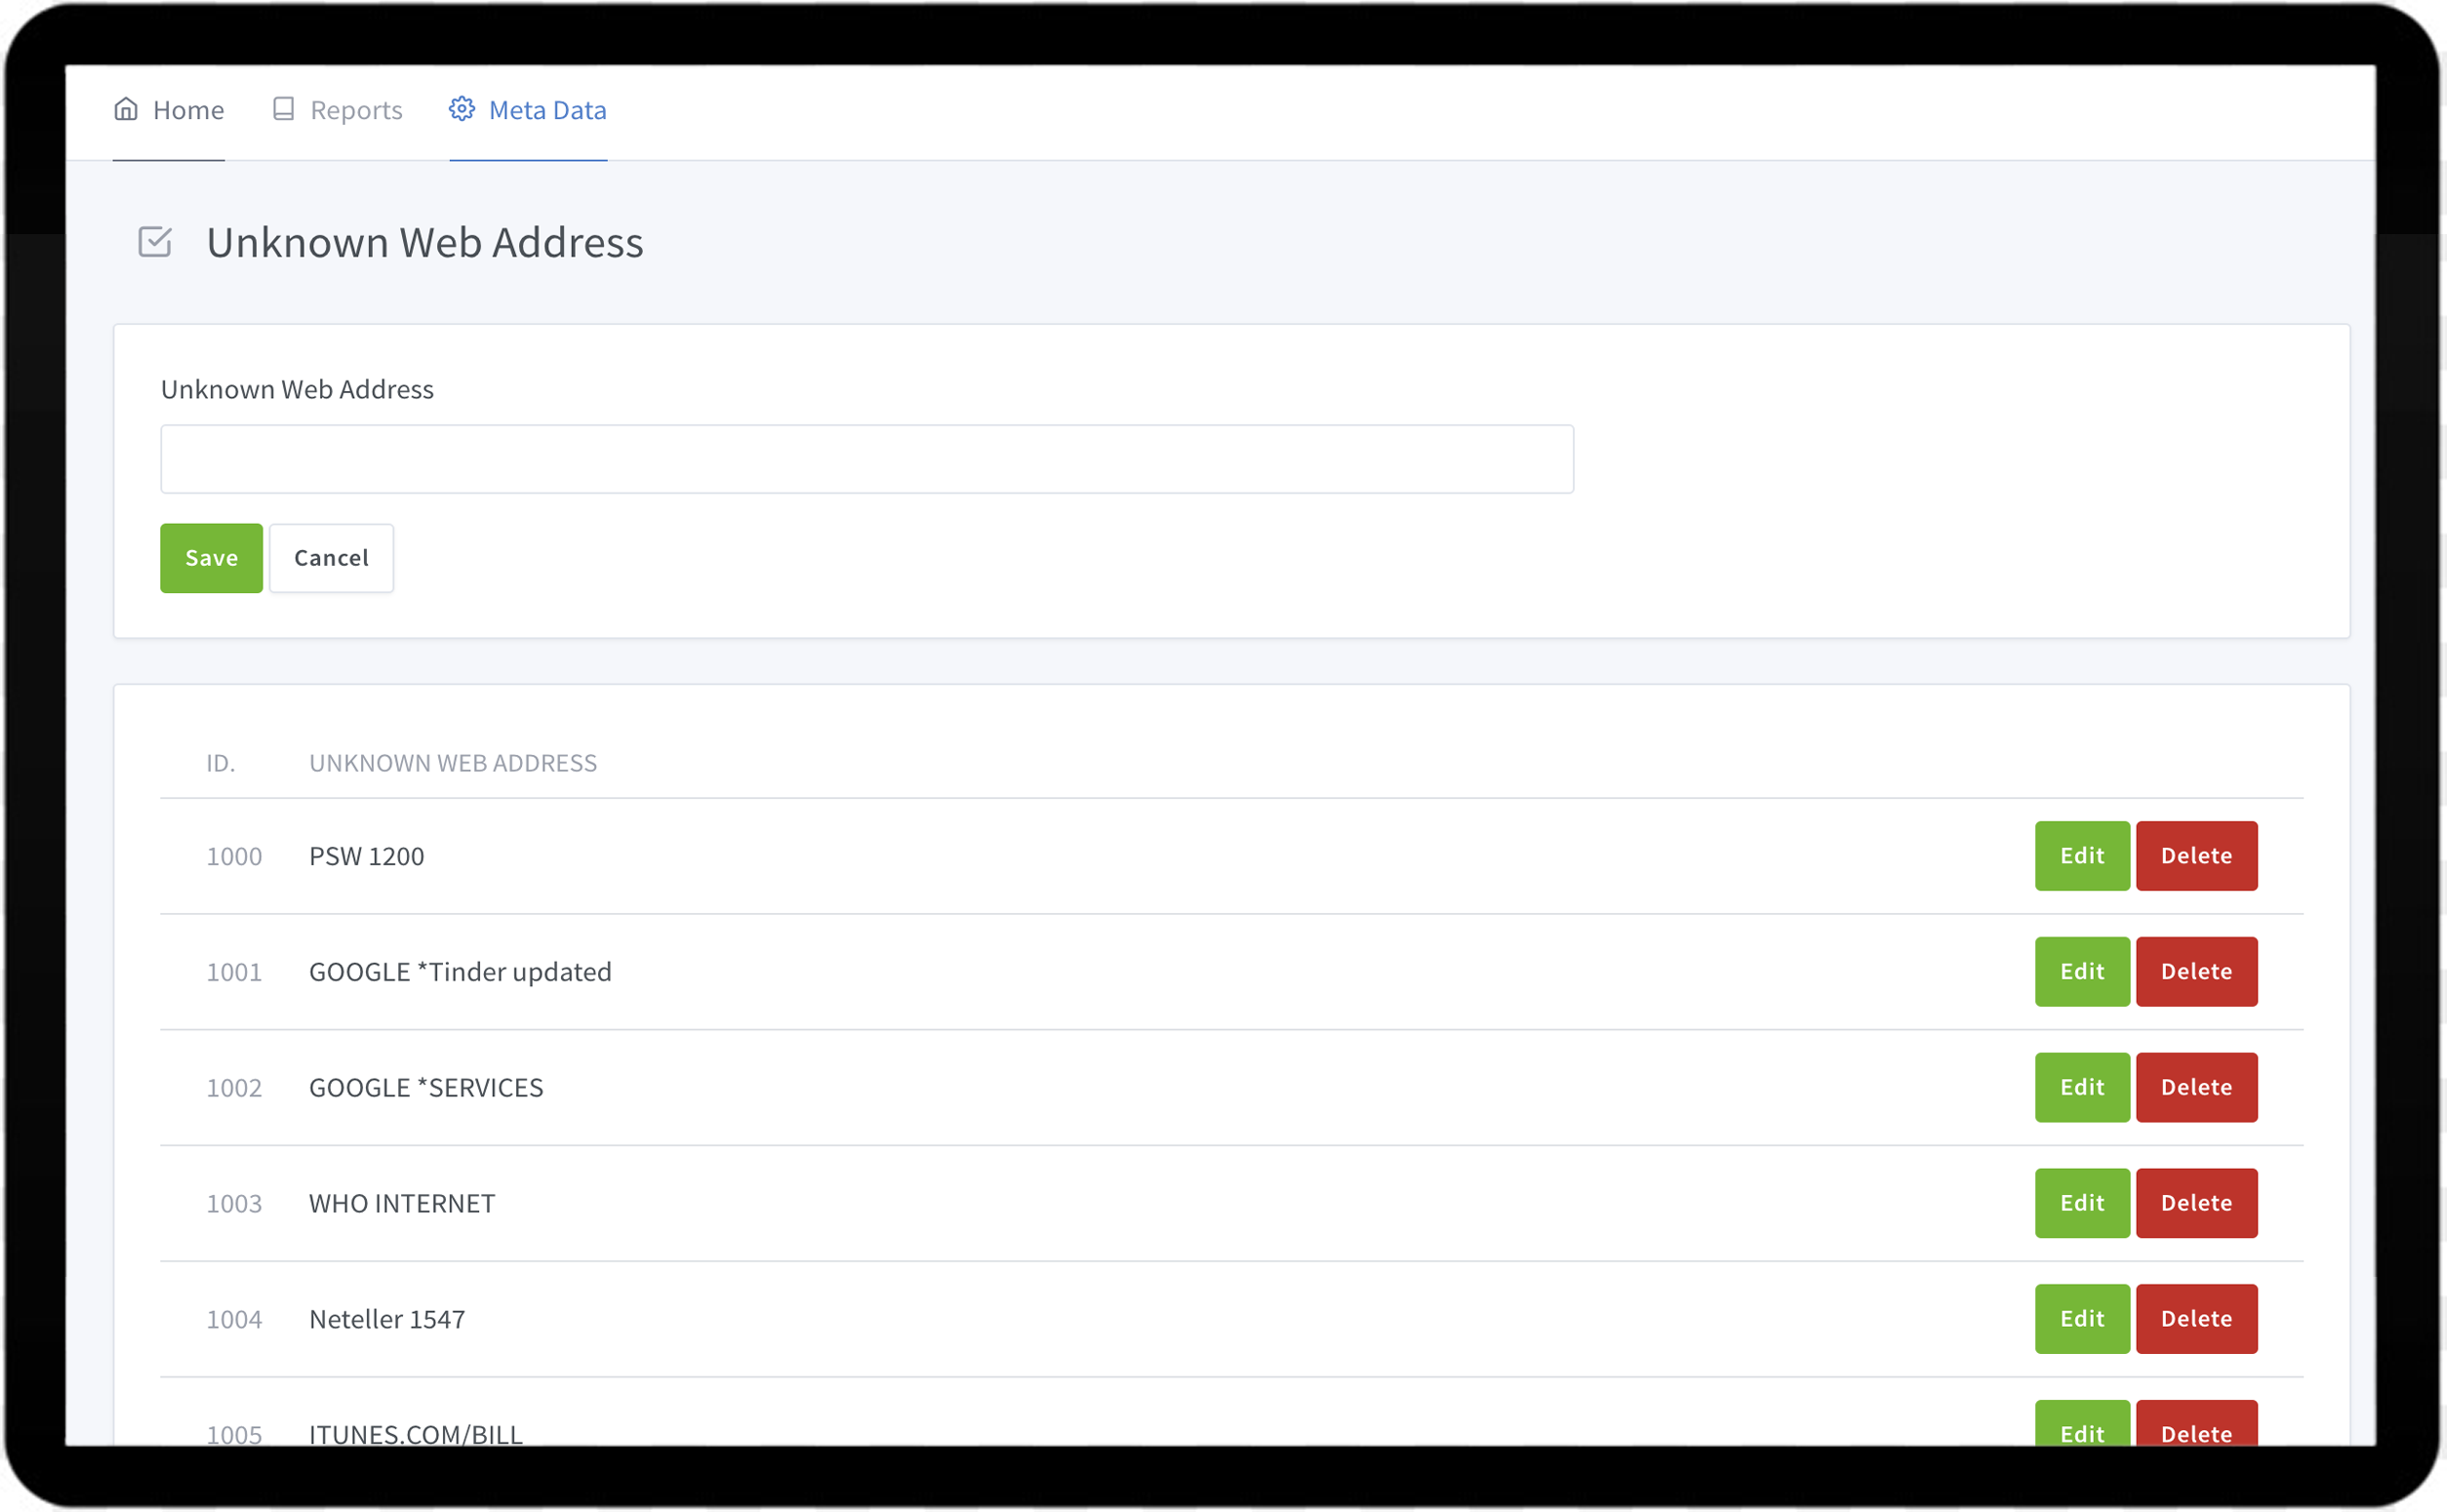 Home Reports Meta Data
Unknown Web Address
Unknown Web Address
Save Cancel
ID. UNKNOWN WEB ADDRESS
1000 PSW 1200 Edit Delete
1001 GOOGLE *Tinder updated Edit Delete
1002 GOOGLE *SERVICES Edit Delete
1003 WHO INTERNET Edit Delete
1004 Neteller 1547 Edit Delete
1005 ITUNES.COM/BILL Edit Delete